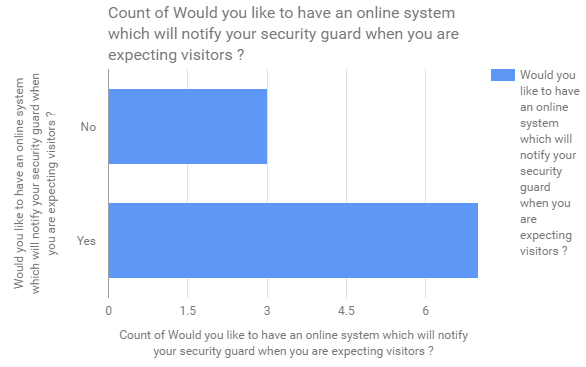 Count of Would you like to have an online system
which will notify your security guard when you are
expecting visitors ?
Would you like to have an online system
which will notify your security guard when
you are expecting visitors ?
No
Yes
0
1.5
3
4.5
6
Count of Would you like to have an online system which will notify
your security guard when you are expecting visitors ?
Would you
like to have
an online
system
which will
notify your
security
guard
when you
are
expecting
visitors ?